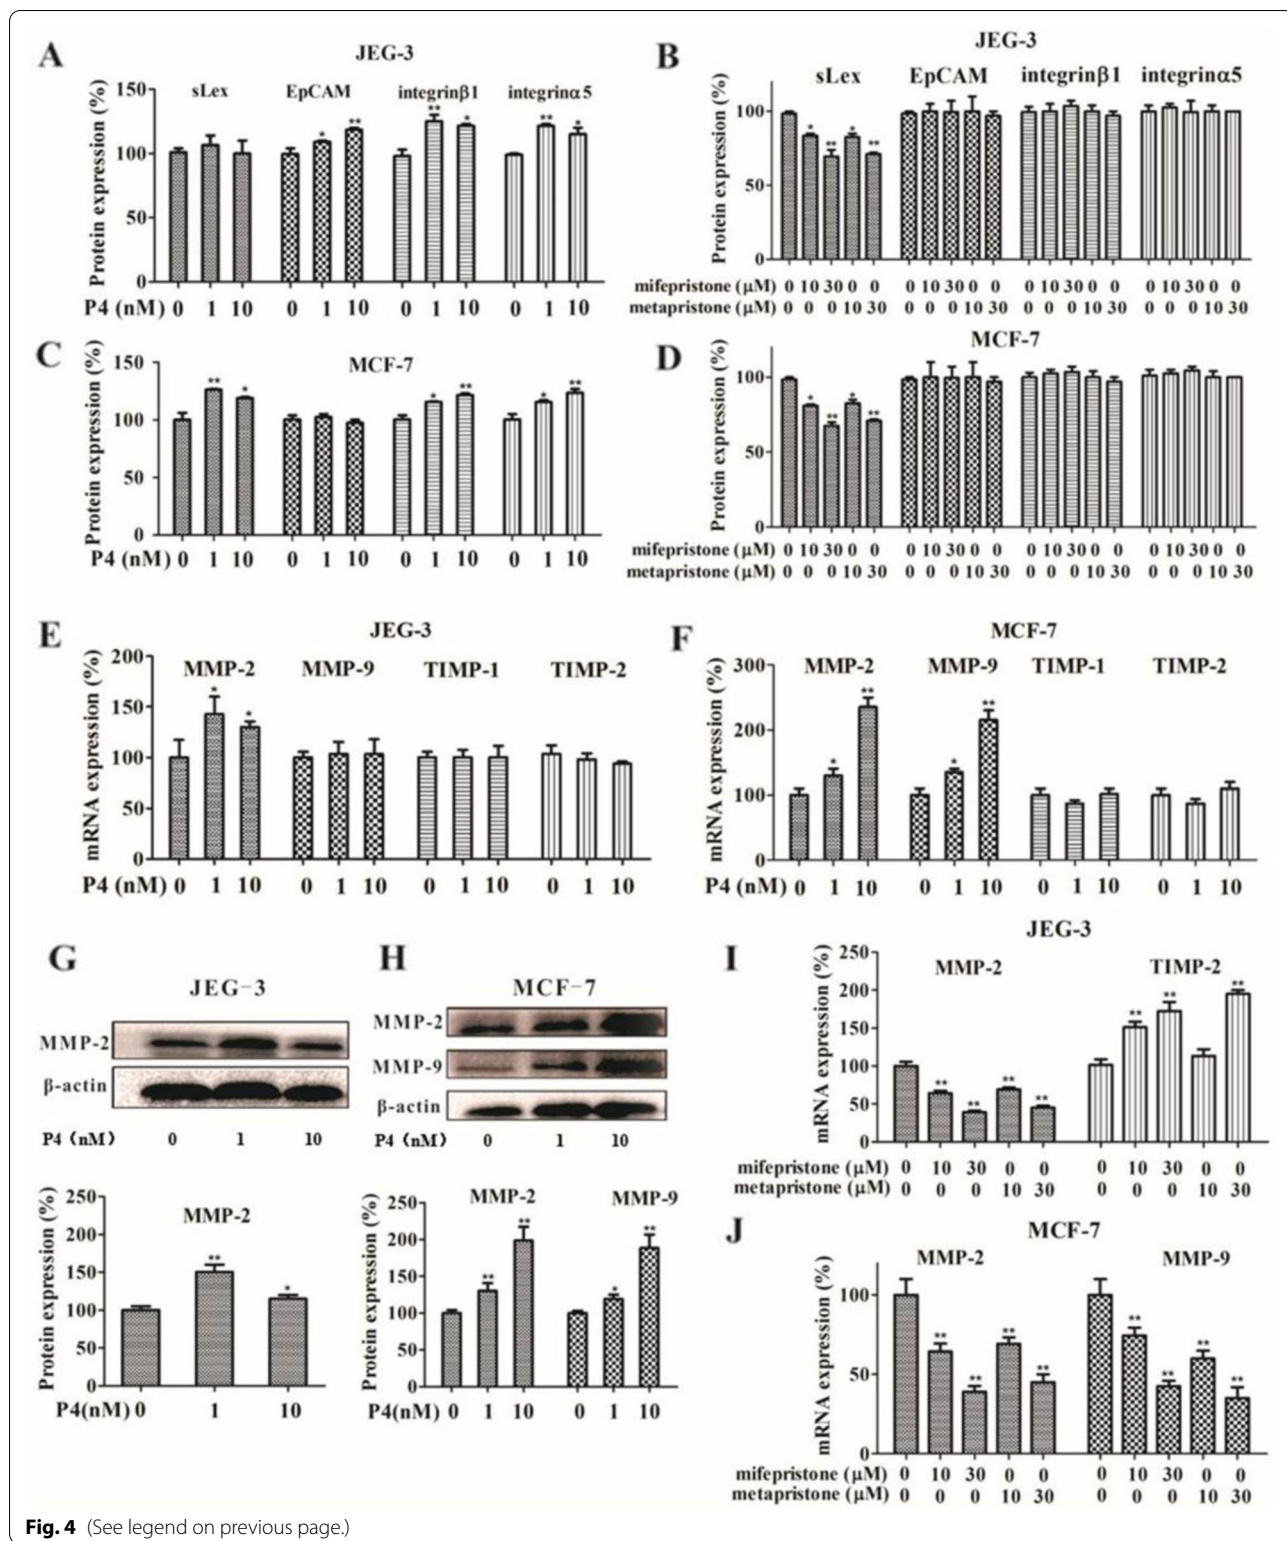 A
JEG-3
sLex EpCAM integrinβ1 integrinα5
Protein expression (%)
150
100
50
0
** * ** * ** *
P4 (nM) 0 1 10 0 1 10 0 1 10 0 1 10
B
JEG-3
sLex EpCAM integrinβ1 integrinα5
Protein expression (%)
100
50
0
* ** * **
mifepristone (μM) 0 10 30 0 0 0 10 30 0 0 0 10 30 0 0 0 10 30 0 0
metapristone (μM) 0 0 0 10 30 0 0 0 10 30 0 0 0 10 30 0 0 0 10 30
C
MCF-7
Protein expression (%)
150
100
50
0
** * * ** * **
P4 (nM) 0 1 10 0 1 10 0 1 10 0 1 10
D
MCF-7
Protein expression (%)
100
50
0
* ** * **
mifepristone (μM) 0 10 30 0 0 0 10 30 0 0 0 10 30 0 0 0 10 30 0 0
metapristone (μM) 0 0 0 10 30 0 0 0 10 30 0 0 0 10 30 0 0 0 10 30
E
JEG-3
MMP-2 MMP-9 TIMP-1 TIMP-2
mRNA expression (%)
200
150
100
50
0
* *
P4 (nM) 0 1 10 0 1 10 0 1 10 0 1 10
F
MCF-7
MMP-2 MMP-9 TIMP-1 TIMP-2
mRNA expression (%)
300
200
100
0
* ** * **
P4 (nM) 0 1 10 0 1 10 0 1 10 0 1 10
G
JEG-3
MMP-2
β-actin
P4 (nM) 0 1 10
MMP-2
Protein expression (%)
250
200
150
100
50
0
** *
P4(nM) 0 1 10
H
MCF-7
MMP-2
MMP-9
β-actin
P4 (nM) 0 1 10
MMP-2 MMP-9
Protein expression (%)
250
200
150
100
50
0
** ** * **
P4(nM) 0 1 10 0 1 10
I
JEG-3
MMP-2 TIMP-2
mRNA expression (%)
250
200
150
100
50
0
** ** ** ** ** ** **
mifepristone (μM) 0 10 30 0 0 0 10 30 0 0
metapristone (μM) 0 0 0 10 30 0 0 0 10 30
J
MCF-7
MMP-2 MMP-9
mRNA expression (%)
100
50
0
** ** ** ** ** ** ** **
mifepristone (μM) 0 10 30 0 0 0 10 30 0 0
metapristone (μM) 0 0 0 10 30 0 0 0 10 30
Fig. 4 (See legend on previous page.)